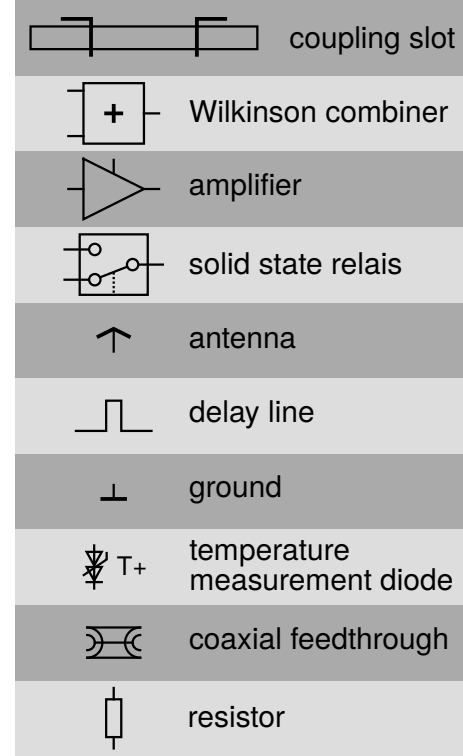 coupling slot
+ Wilkinson combiner
amplifier
solid state relais
antenna
delay line
ground
temperature
T+ measurement diode
coaxial feedthrough
resistor